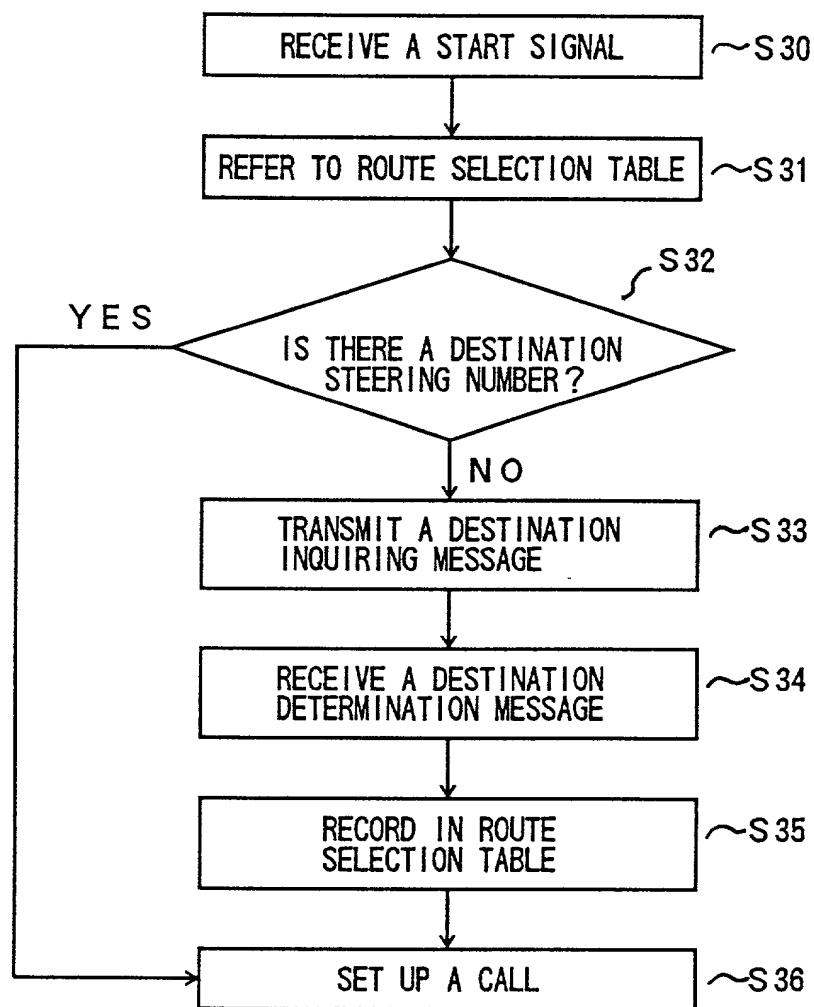 RECEIVE A START SIGNAL
S30
REFER TO ROUTE SELECTION TABLE
S31
S32
YES
IS THERE A DESTINATION
STEERING NUMBER?
NO
TRANSMIT A DESTINATION
INQUIRING MESSAGE
S33
RECEIVE A DESTINATION
DETERMINATION MESSAGE
S34
RECORD IN ROUTE
SELECTION TABLE
S35
SET UP A CALL
S36